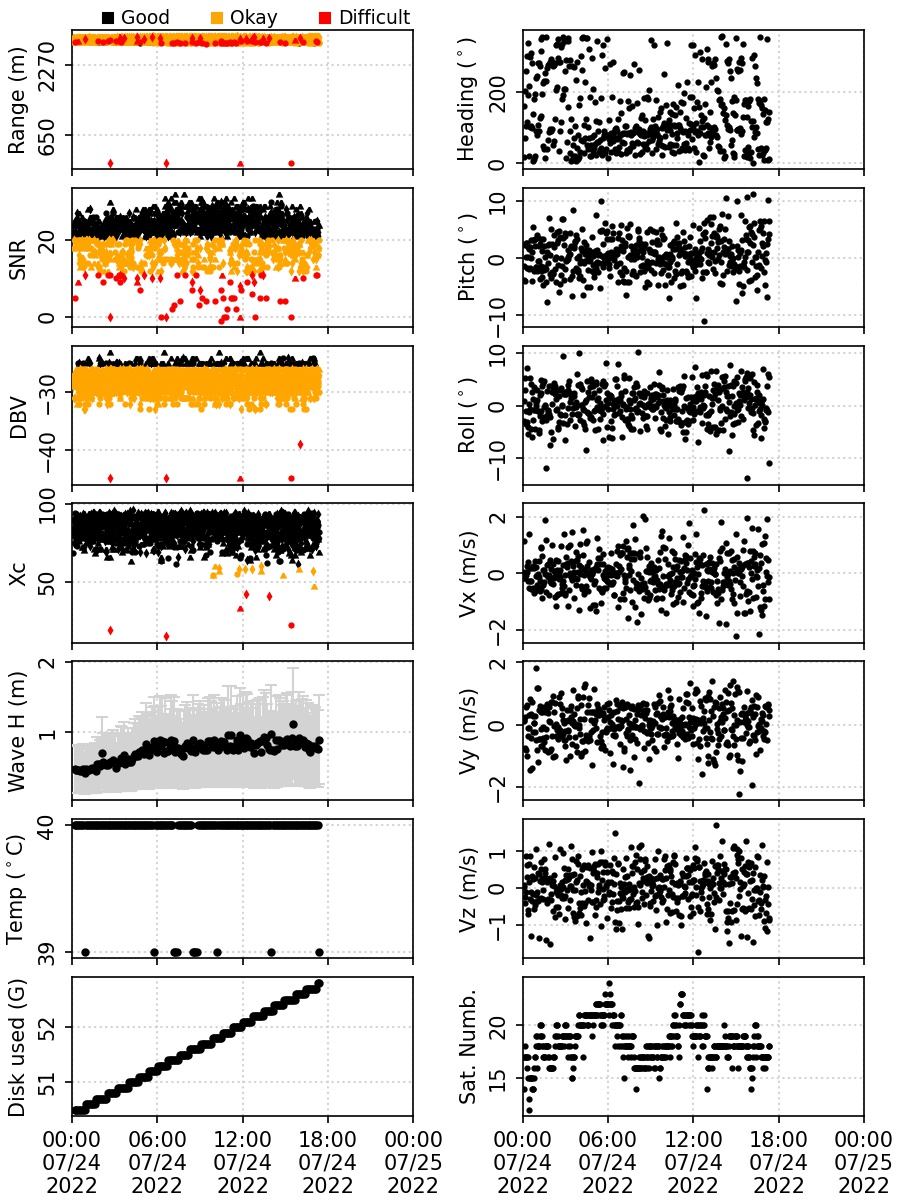 Good Okay Difficult
Range (m)
2270
650
Heading (°)
200
0
SNR
20
0
Pitch (°)
10
0
−10
DBV
−30
−40
Roll (°)
10
0
−10
Xc
100
50
Vx (m/s)
2
0
−2
Wave H (m)
2
1
Vy (m/s)
2
0
−2
Temp (°C)
40
39
Vz (m/s)
1
0
−1
Disk used (G)
52
51
Sat. Numb.
20
15
00:00 06:00 12:00 18:00 00:00
07/24 07/24 07/24 07/24 07/25
2022 2022 2022 2022 2022
00:00 06:00 12:00 18:00 00:00
07/24 07/24 07/24 07/24 07/25
2022 2022 2022 2022 2022